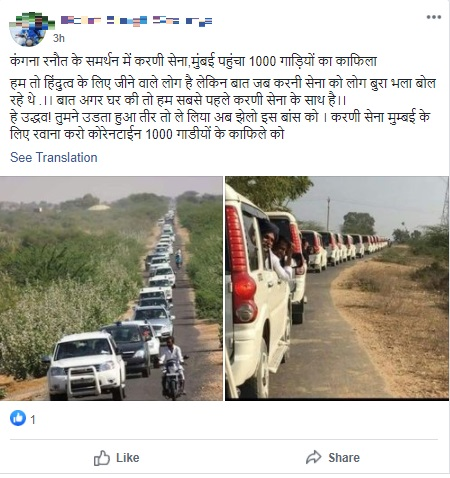 3h
कंगना रनौत के समर्थन में करणी सेना,मुंबई पहुंचा 1000 गाड़ियों का काफिला
हम तो हिंदुत्व के लिए जीने वाले लोग है लेकिन बात जब करनी सेना को लोग बुरा भला बोल
रहे थे .।। बात अगर घर की तो हम सबसे पहले करणी सेना के साथ है।।
हे उद्धव! तुमने उडता हुआ तीर तो ले लिया अब झेलो इस बांस को । करणी सेना मुम्बई के
लिए रवाना करो कोरेनटाईन 1000 गाडीयों के काफिले को
See Translation
1
Like
Share